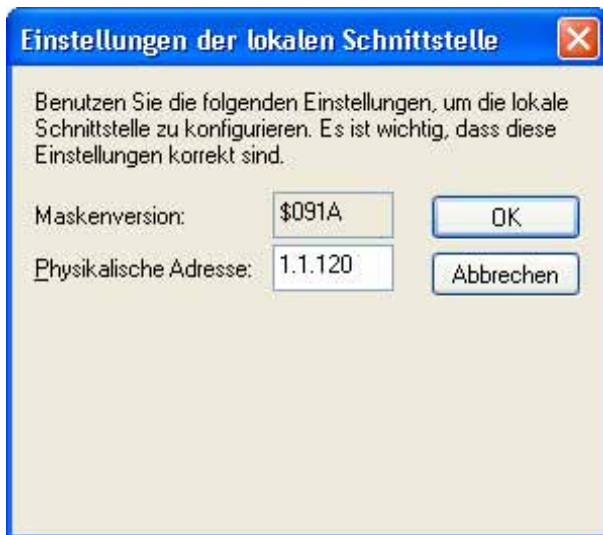 Einstellungen der lokalen Schnittstelle
Benutzen Sie die folgenden Einstellungen, um die lokale
Schnittstelle zu konfigurieren. Es ist wichtig, dass diese
Einstellungen korrekt sind.
Maskenversion: $091A OK
Physikalische Adresse: 1.1.120 Abbrechen